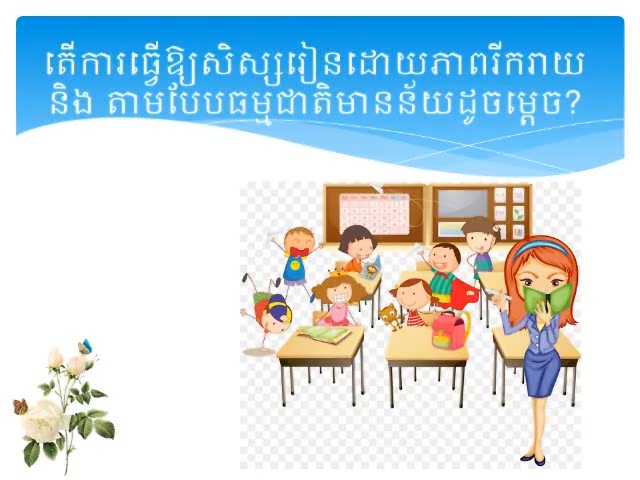 តើការធ្វើឱ្យសិស្សរៀនដោយភាពរីករាយ
និង តាមបែបធម្មជាតិមានន័យដូចម្ដេច?